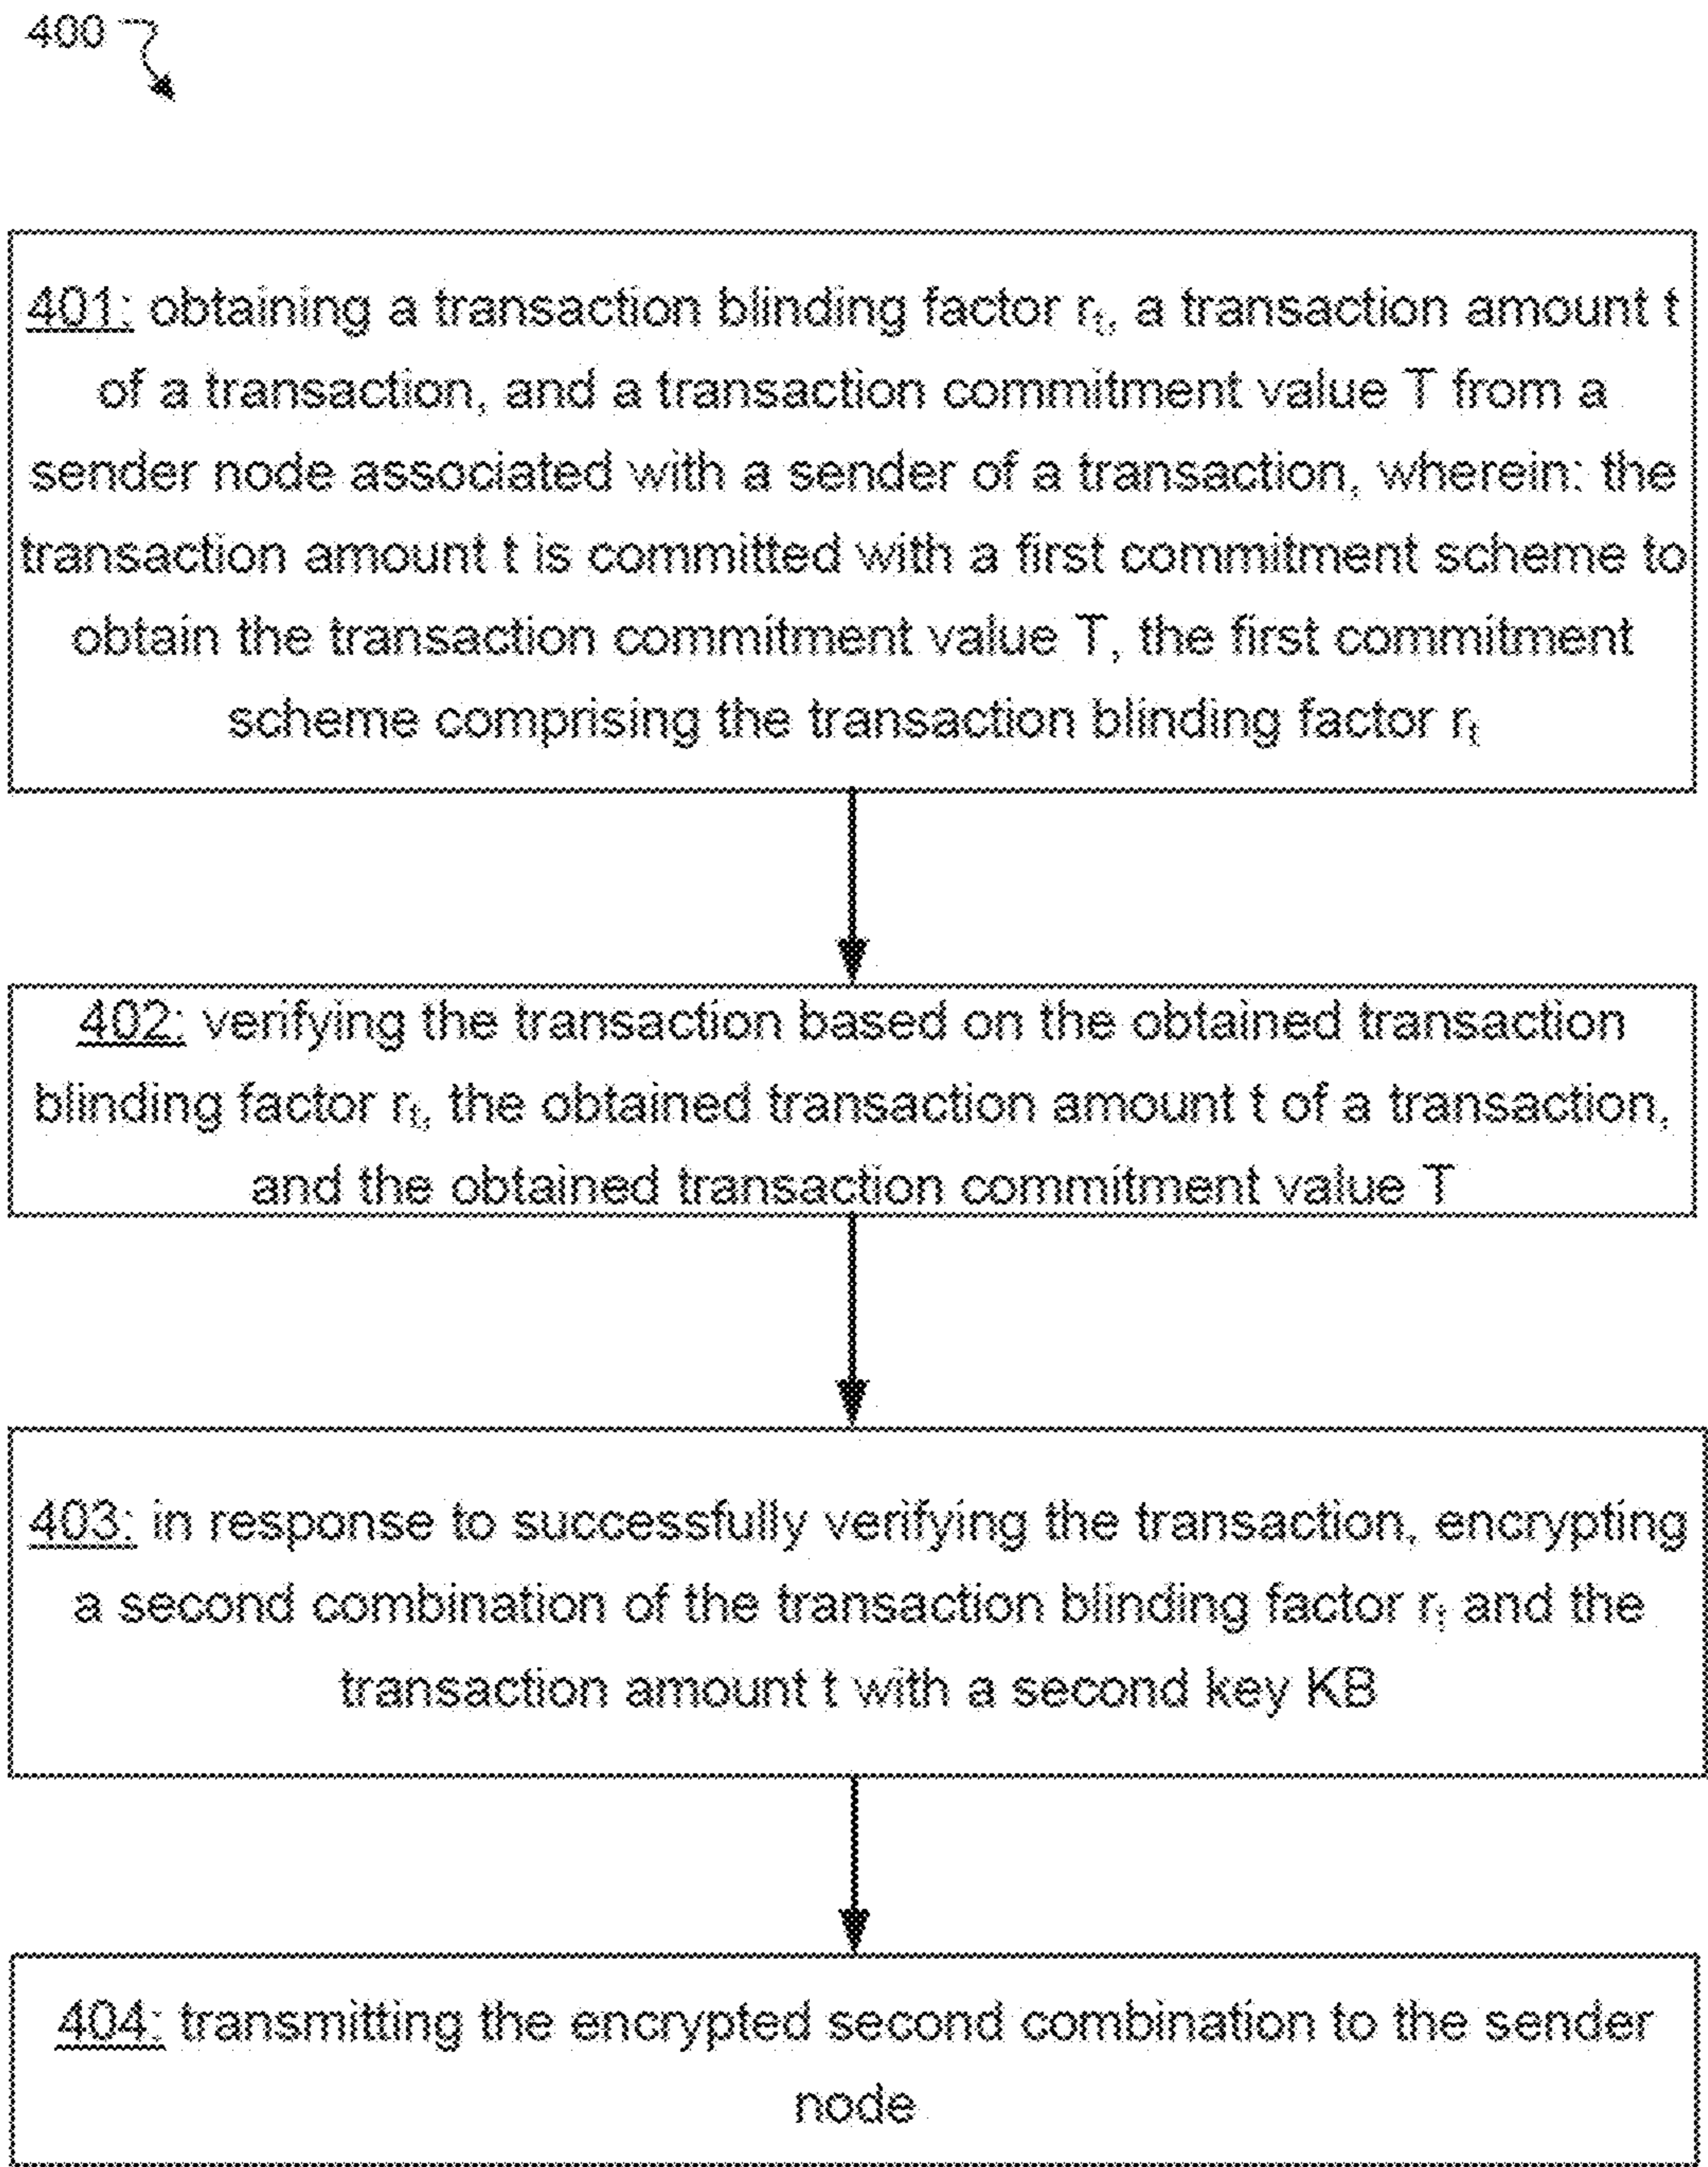 400
401: obtaining a transaction blinding factor rt, a transaction amount t
of a transaction, and a transaction commitment value T from a
sender node associated with a sender of a transaction, wherein: the
transaction amount t is committed with a first commitment scheme to
obtain the transaction commitment value T, the first commitment
scheme comprising the transaction blinding factor rt
402: verifying the transaction based on the obtained transaction
blinding factor rt, the obtained transaction amount t of a transaction,
and the obtained transaction commitment value T
403: in response to successfully verifying the transaction, encrypting
a second combination of the transaction blinding factor rt and the
transaction amount t with a second key KB
404: transmitting the encrypted second combination to the sender
node